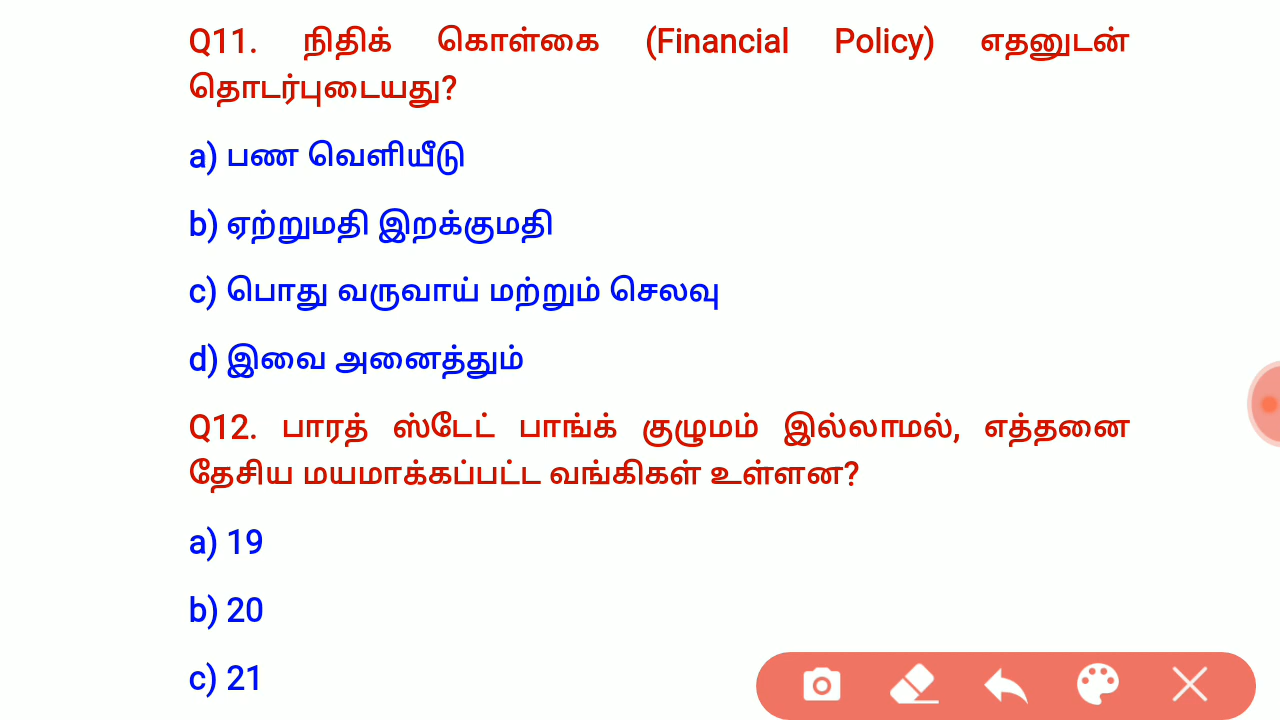 Q11. நிதிக் கொள்கை (Financial Policy) எதனுடன்
தொடர்புடையது?
a) பண வெளியீடு
b) ஏற்றுமதி இறக்குமதி
c) பொது வருவாய் மற்றும் செலவு
d) இவை அனைத்தும்
Q12. பாரத் ஸ்டேட் பாங்க் குழுமம் இல்லாமல், எத்தனை
தேசிய மயமாக்கப்பட்ட வங்கிகள் உள்ளன?
a) 19
b) 20
c) 21